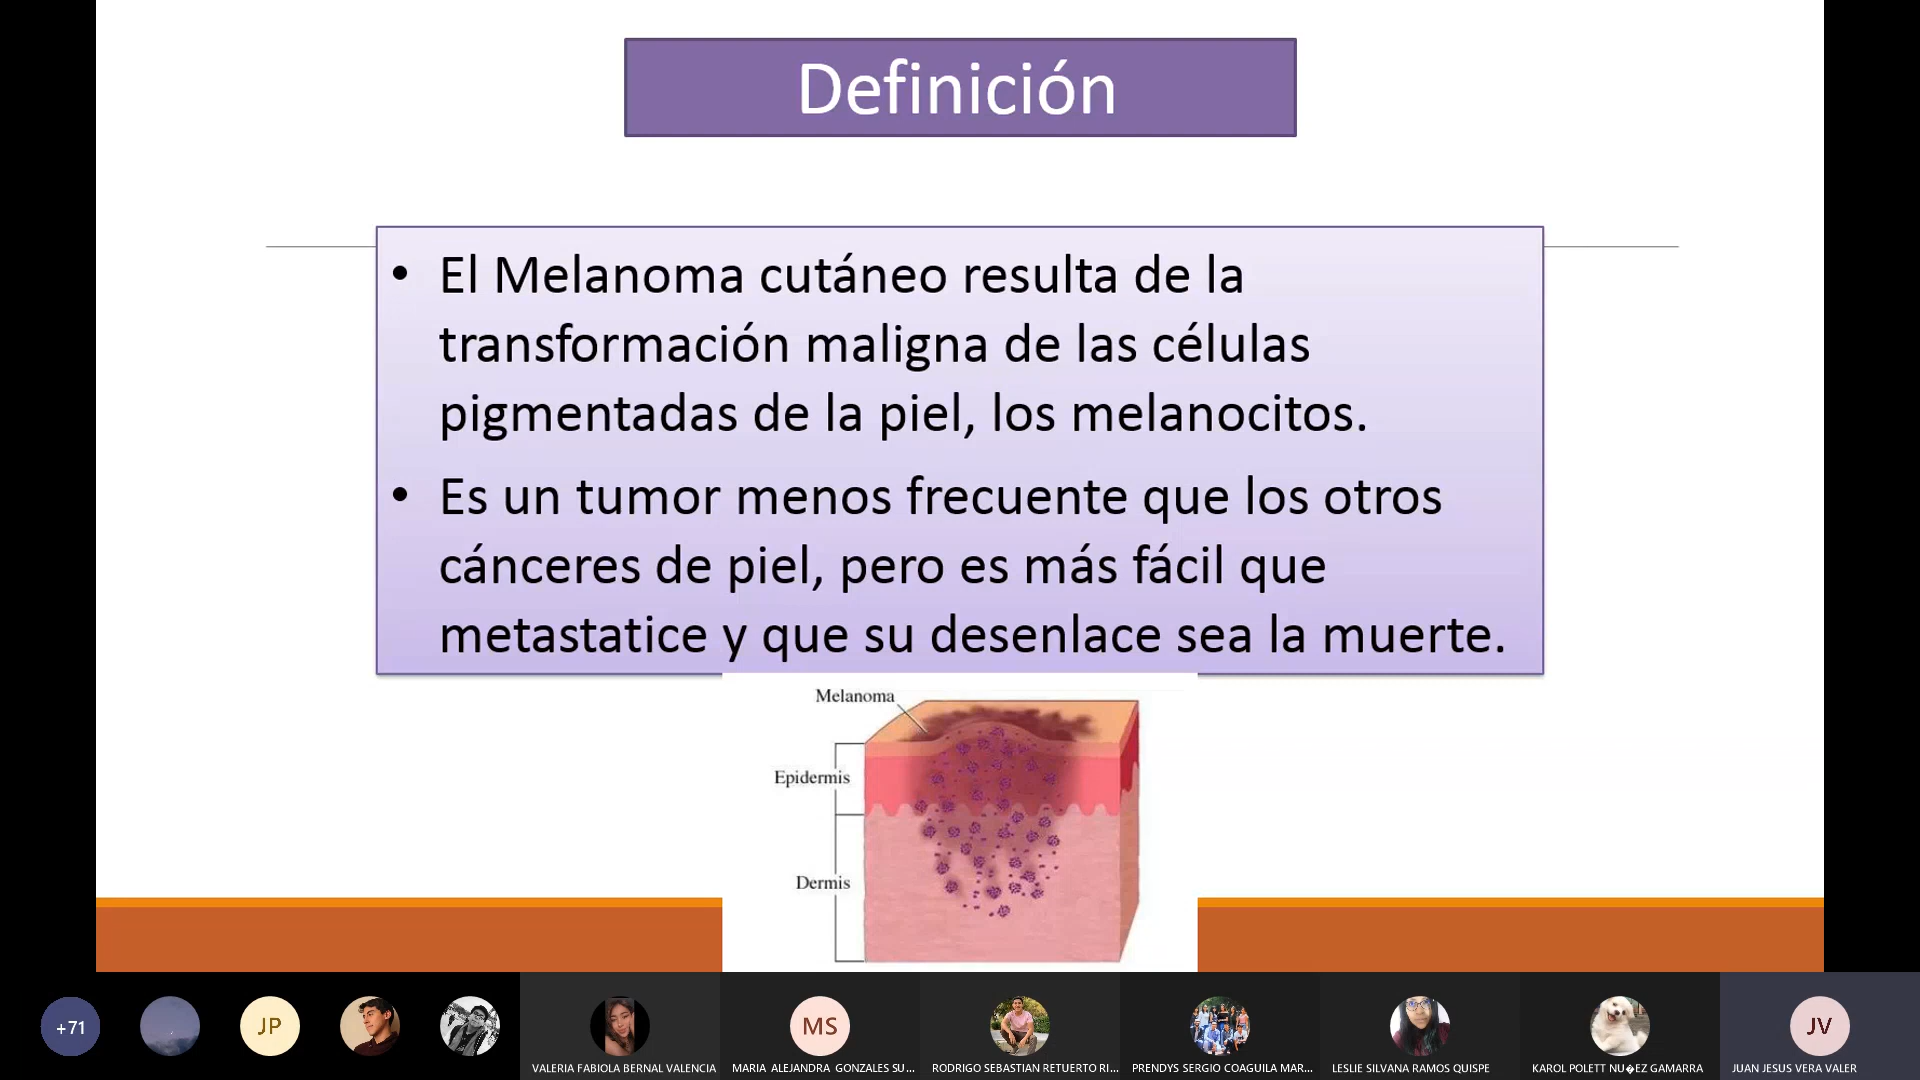 Definición
• El Melanoma cutáneo resulta de la
transformación maligna de las células
pigmentadas de la piel, los melanocitos.
• Es un tumor menos frecuente que los otros
cánceres de piel, pero es más fácil que
metastatice y que su desenlace sea la muerte.
Melanoma
Epidermis
Dermis
+71
JP
MS
JV
VALERIA FABIOLA BERNAL VALENCIA
MARIA ALEJANDRA GONZALES SU...
RODRIGO SEBASTIAN RETUERTO RI...
PRENDYS SERGIO COAGUILA MAR...
LESLIE SILVANA RAMOS QUISPE
KAROL POLETT NU�EZ GAMARRA
JUAN JESUS VERA VALER